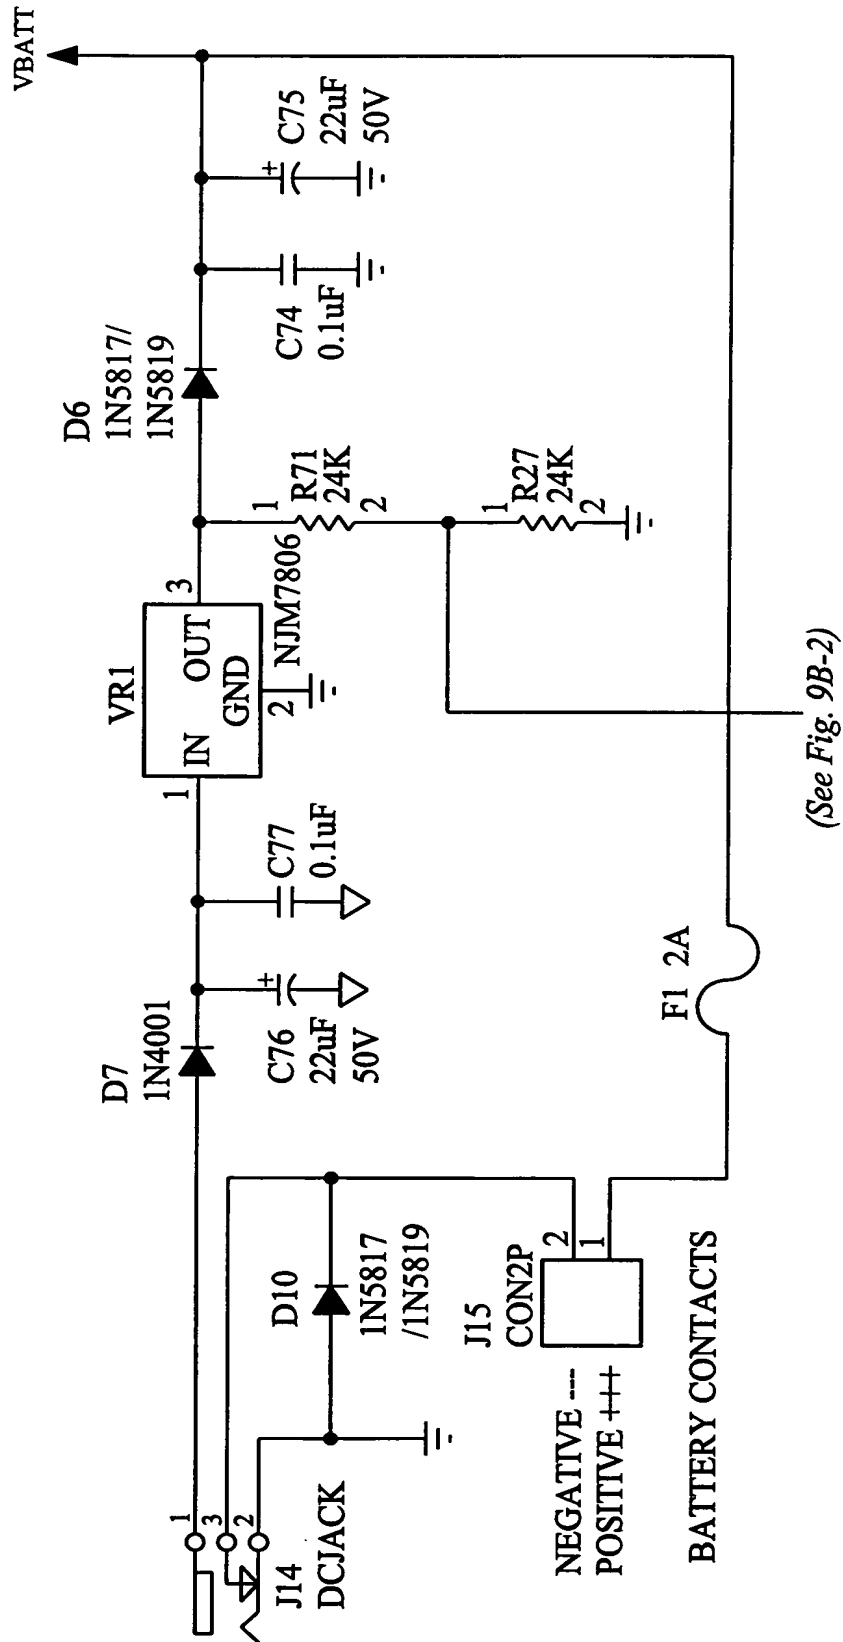 VBATT
C75
22uF
50V
+
C74
0.1uF
D6
1N5817/
1N5819
1
R71
24K
2
1
R27
24K
2
3
NJM7806
VR1
IN OUT
GND
2
1
(See Fig. 9B-2)
C77
0.1uF
+
C76
22uF
50V
D7
1N4001
F1 2A
D10
1N5817
/1N5819
J15
CON2P
2
1
NEGATIVE ---
POSITIVE +++
BATTERY CONTACTS
1
3
2
J14
DCJACK